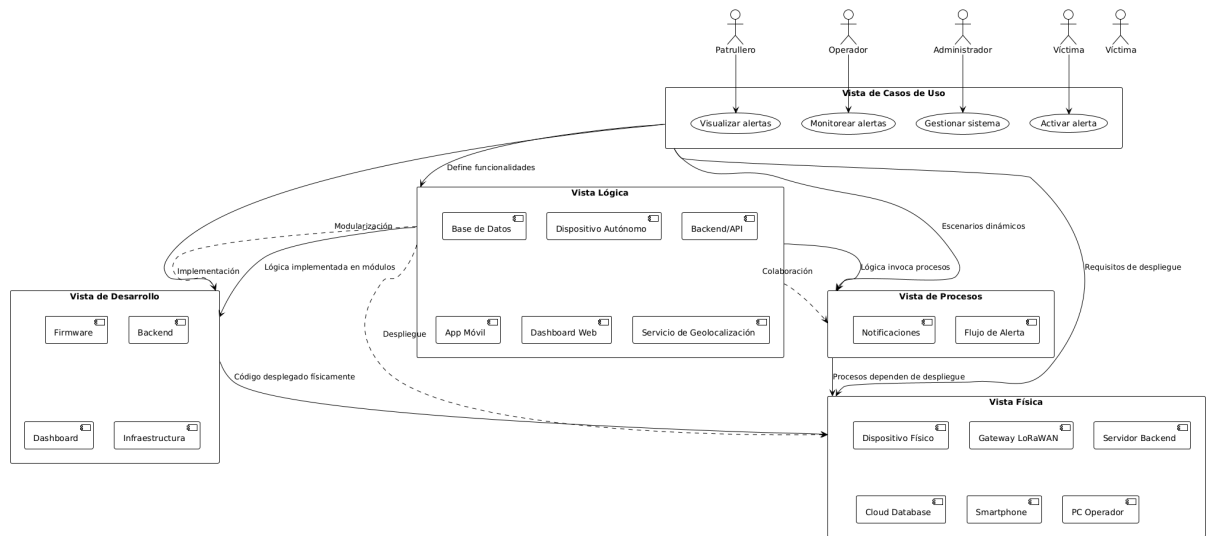 Patrullero
Operador
Administrador
Víctima
Víctima
Vista de Casos de Uso
Visualizar alertas
Monitorear alertas
Gestionar sistema
Activar alerta
Define funcionalidades
Vista Lógica
Base de Datos
Dispositivo Autónomo
Backend/API
Modularización
Escenarios dinámicos
Implementación
Lógica implementada en módulos
Colaboración
Lógica invoca procesos
Requisitos de despliegue
Vista de Desarrollo
Vista de Procesos
Firmware
Backend
App Móvil
Dashboard Web
Servicio de Geolocalización
Despliegue
Notificaciones
Flujo de Alerta
Código desplegado físicamente
Procesos dependen de despliegue
Vista Física
Dashboard
Infraestructura
Dispositivo Físico
Gateway LoRaWAN
Servidor Backend
Cloud Database
Smartphone
PC Operador